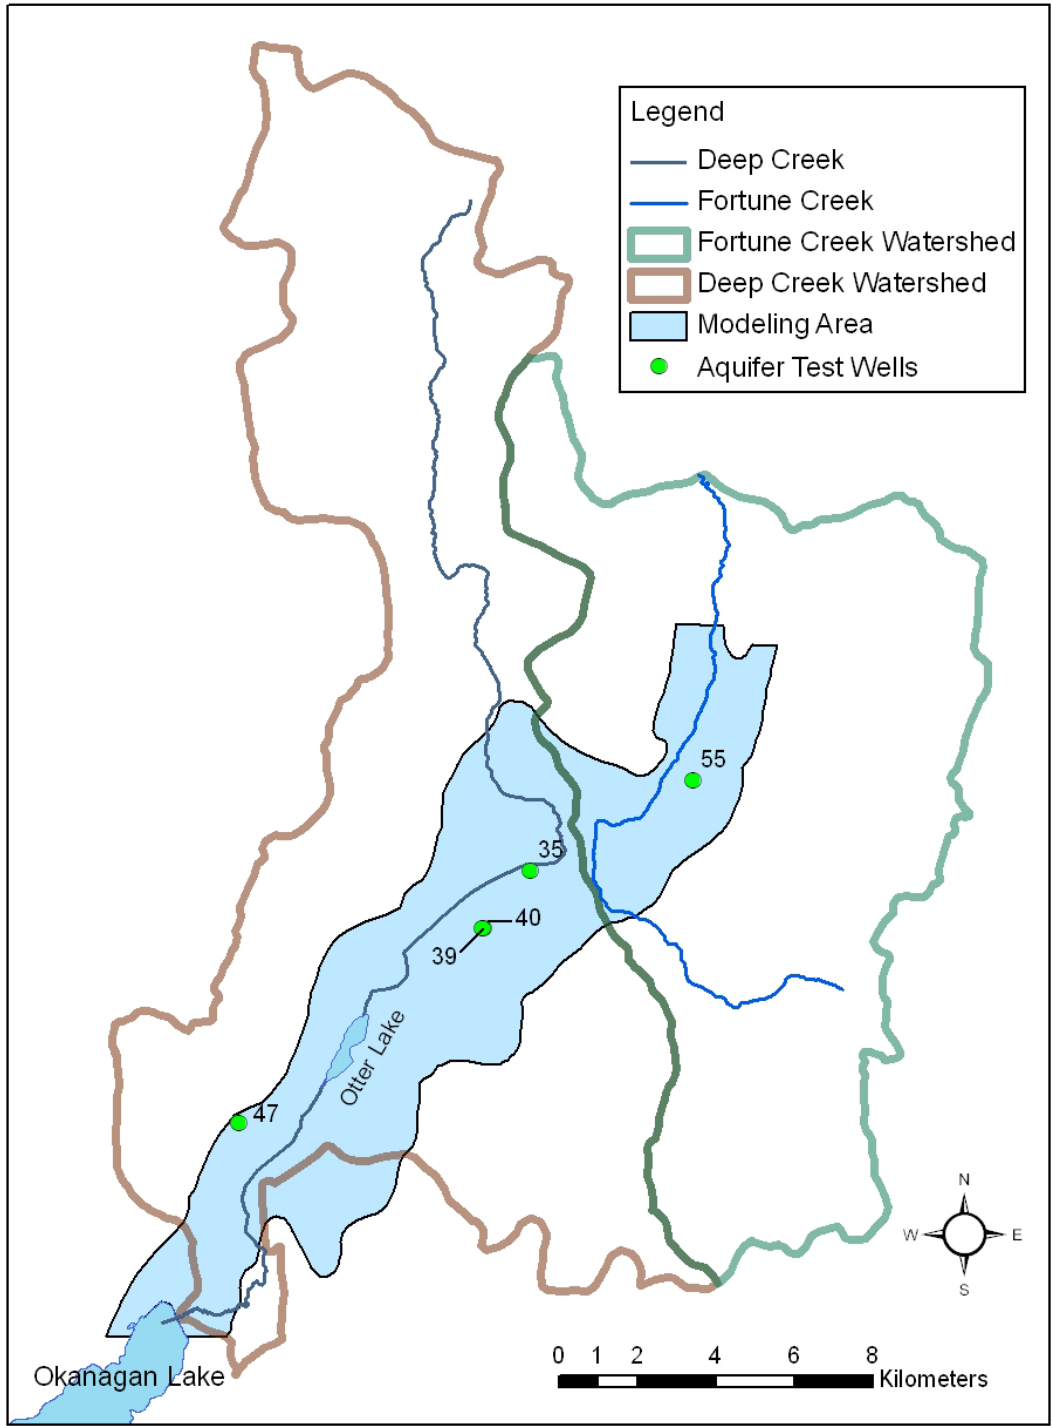 Legend
Deep Creek
Fortune Creek
Fortune Creek Watershed
Deep Creek Watershed
Modeling Area
Aquifer Test Wells
55
35
40
39
Otter Lake
47
N
W E
S
Okanagan Lake
0 1 2 4 6 8
Kilometers